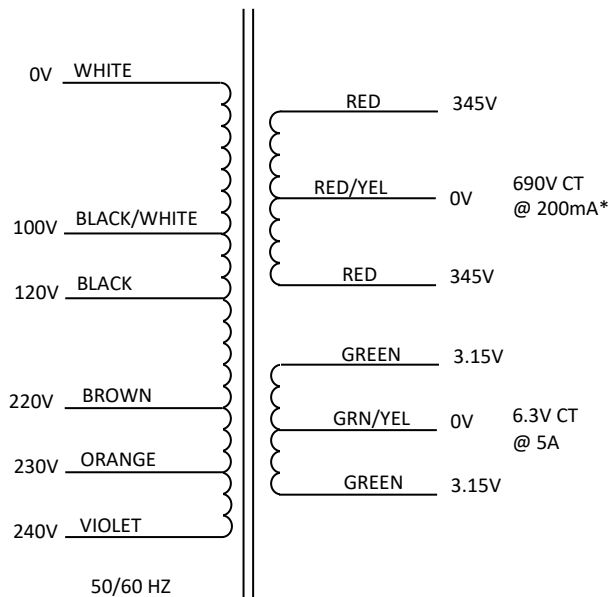 0V WHITE
100V BLACK/WHITE
120V BLACK
220V BROWN
230V ORANGE
240V VIOLET
50/60 HZ
RED 345V
RED/YEL 0V
690V CT
@ 200mA*
RED 345V
GREEN 3.15V
GRN/YEL 0V
6.3V CT
@ 5A
GREEN 3.15V